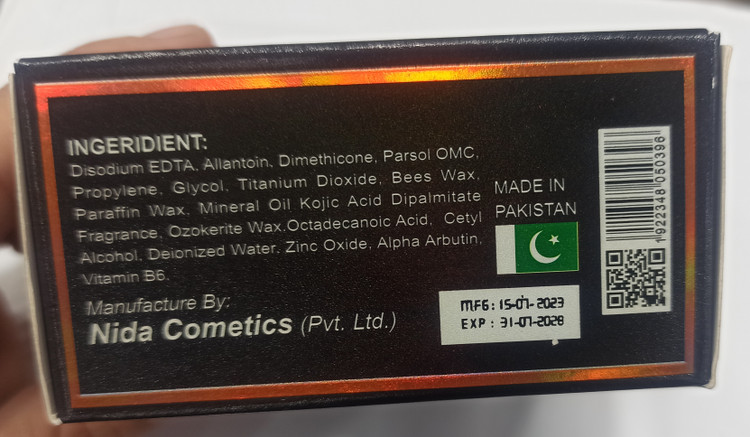 INGERIDIENT:
Disodium EDTA, Allantoin, Dimethicone, Parsol OMC,
Propylene, Glycol, Titanium Dioxide, Bees Wax,
Paraffin Wax, Mineral Oil Kojic Acid Dipalmitate
Fragrance, Ozokerite Wax,Octadecanoic Acid, Cetyl
Alcohol, Deionized Water, Zinc Oxide, Alpha Arbutin,
Vitamin B6.
Manufacture By:
Nida Cometics (Pvt. Ltd.)
MADE IN
PAKISTAN
MFG: 15-07-2023
EXP : 31-07-2028
1922348050396